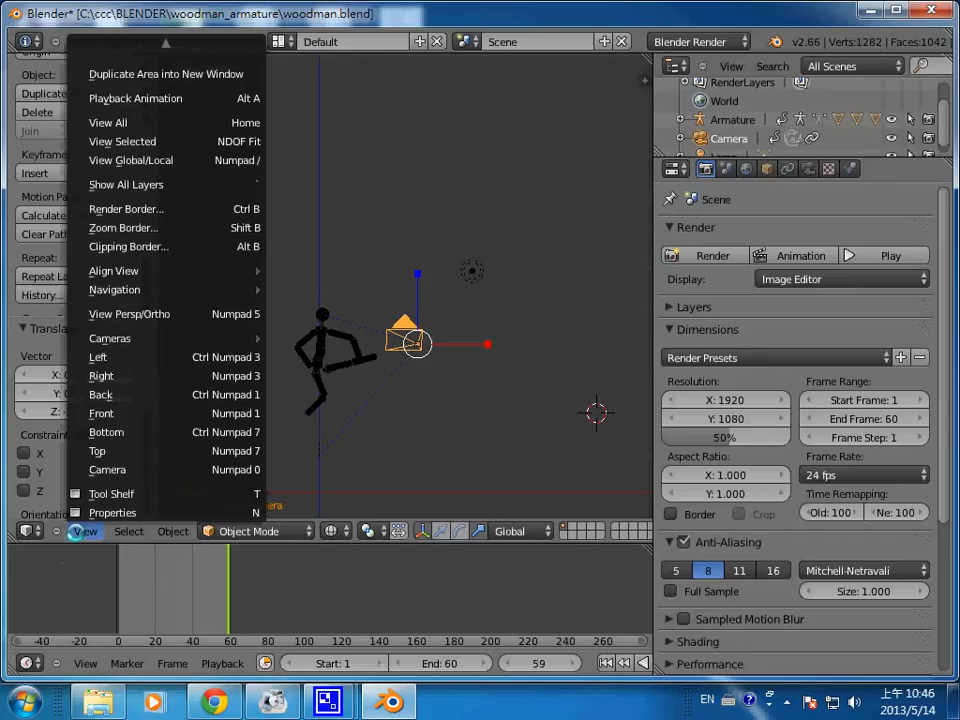 Blender* [C:\ccc\BLENDER\woodman_armature\woodman.blend]
Default
Scene
Blender Render
v2.66 | Verts:1282 | Faces:1042
Object:
Duplicate
Delete
Join
Keyframe
Insert
Motion Pa
Calculate
Clear Path
Repeat:
Repeat La
History...
Transla
Vector
X: 0
Y: 0
Z: -
Constraint
X
Y
Z
Orientatio
Duplicate Area into New Window
Playback Animation Alt A
View All Home
View Selected NDOF Fit
View Global/Local Numpad /
Show All Layers `
Render Border... Ctrl B
Zoom Border... Shift B
Clipping Border... Alt B
Align View
Navigation
View Persp/Ortho Numpad 5
Cameras
Left Ctrl Numpad 3
Right Numpad 3
Back Ctrl Numpad 1
Front Numpad 1
Bottom Ctrl Numpad 7
Top Numpad 7
Camera Numpad 0
Tool Shelf T
Properties N
era
View Select Object Object Mode Global
-40 -20 0 20 40 60 80 100 120 140 160 180 200 220 240 260
View Marker Frame Playback Start: 1 End: 60 59
View Search All Scenes
RenderLayers
World
Armature
Camera
Scene
Render
Render Animation Play
Display: Image Editor
Layers
Dimensions
Render Presets
Resolution: Frame Range:
X: 1920 Start Frame: 1
Y: 1080 End Frame: 60
50% Frame Step: 1
Aspect Ratio: Frame Rate:
X: 1.000 24 fps
Y: 1.000 Time Remapping:
Border Crop Old: 100 Ne: 100
Anti-Aliasing
5 8 11 16 Mitchell-Netravali
Full Sample Size: 1.000
Sampled Motion Blur
Shading
Performance
EN
上午 10:46
2013/5/14